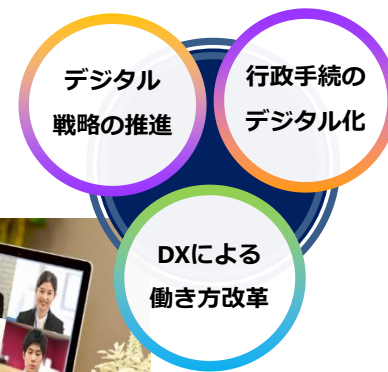 デジタル
戦略の推進
行政手続の
デジタル化
DXによる
働き方改革